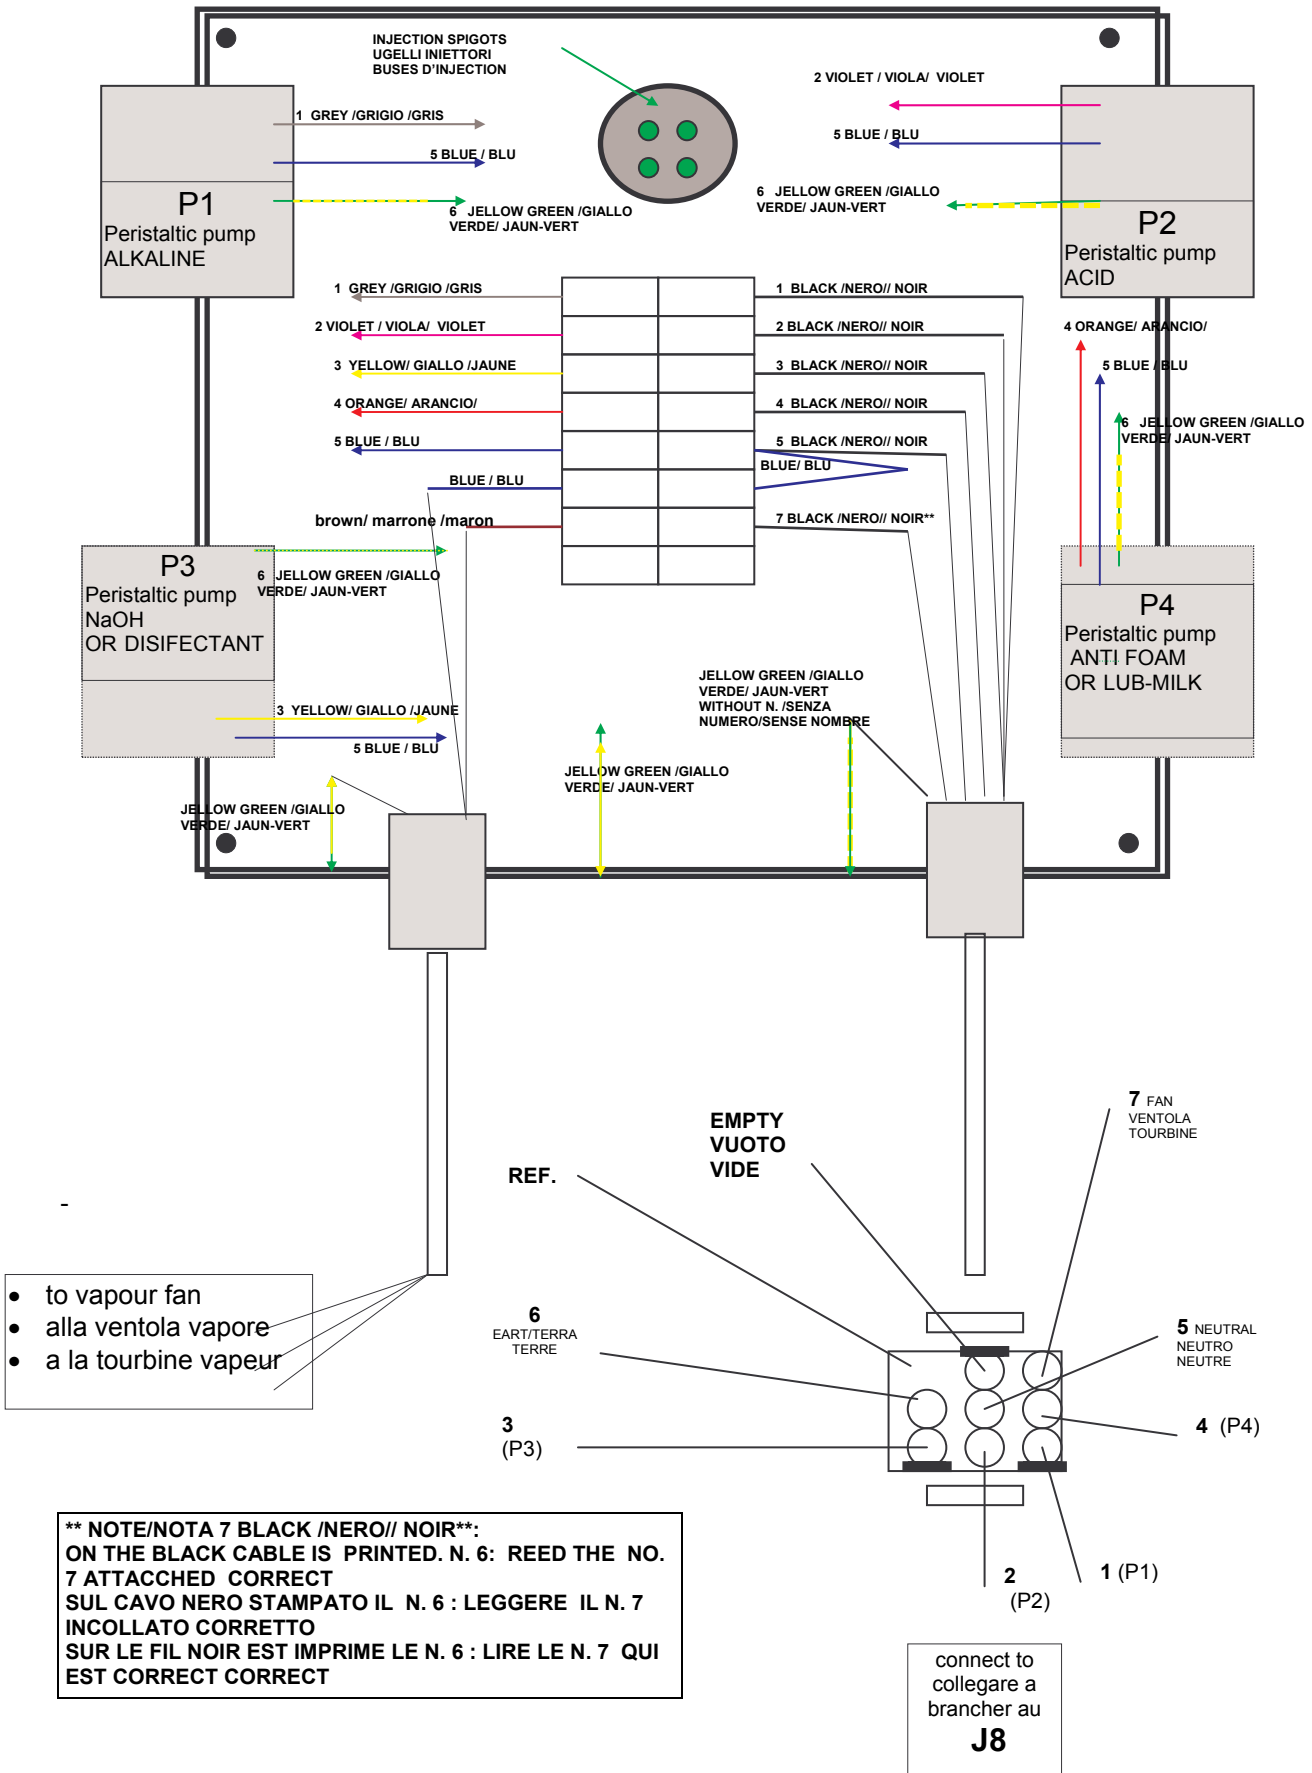 INJECTION SPIGOTS
UGELLI INIETTORI
BUSES D'INJECTION
2 VIOLET / VIOLA/ VIOLET
1 GREY /GRIGIO /GRIS
5 BLUE / BLU
5 BLUE / BLU
P1
Peristaltic pump
ALKALINE
6 JELLOW GREEN /GIALLO
VERDE/ JAUN-VERT
6 JELLOW GREEN /GIALLO
VERDE/ JAUN-VERT
P2
Peristaltic pump
ACID
1 GREY /GRIGIO /GRIS
1 BLACK /NERO// NOIR
2 VIOLET / VIOLA/ VIOLET
2 BLACK /NERO// NOIR
4 ORANGE/ ARANCIO/
3 YELLOW/ GIALLO /JAUNE
3 BLACK /NERO// NOIR
5 BLUE / BLU
4 ORANGE/ ARANCIO/
4 BLACK /NERO// NOIR
6 JELLOW GREEN /GIALLO
VERDE/ JAUN-VERT
5 BLUE / BLU
5 BLACK /NERO// NOIR
BLUE/ BLU
BLUE / BLU
brown/ marrone /maron
7 BLACK /NERO// NOIR**
P3
Peristaltic pump
NaOH
OR DISIFECTANT
6 JELLOW GREEN /GIALLO
VERDE/ JAUN-VERT
P4
Peristaltic pump
ANTI FOAM
OR LUB-MILK
3 YELLOW/ GIALLO /JAUNE
5 BLUE / BLU
JELLOW GREEN /GIALLO
VERDE/ JAUN-VERT
WITHOUT N. /SENZA
NUMERO/SENSE NOMBRE
JELLOW GREEN /GIALLO
VERDE/ JAUN-VERT
JELLOW GREEN /GIALLO
VERDE/ JAUN-VERT
7 FAN
VENTOLA
TOURBINE
EMPTY
VUOTO
VIDE
REF.
-
• to vapour fan
• alla ventola vapore
• a la tourbine vapeur
6
EART/TERRA
TERRE
5 NEUTRAL
NEUTRO
NEUTRE
3
(P3)
4 (P4)
1 (P1)
2
(P2)
** NOTE/NOTA 7 BLACK /NERO// NOIR**:
ON THE BLACK CABLE IS PRINTED. N. 6: REED THE NO.
7 ATTACCHED CORRECT
SUL CAVO NERO STAMPATO IL N. 6 : LEGGERE IL N. 7
INCOLLATO CORRETTO
SUR LE FIL NOIR EST IMPRIME LE N. 6 : LIRE LE N. 7 QUI
EST CORRECT CORRECT
connect to
collegare a
brancher au
J8